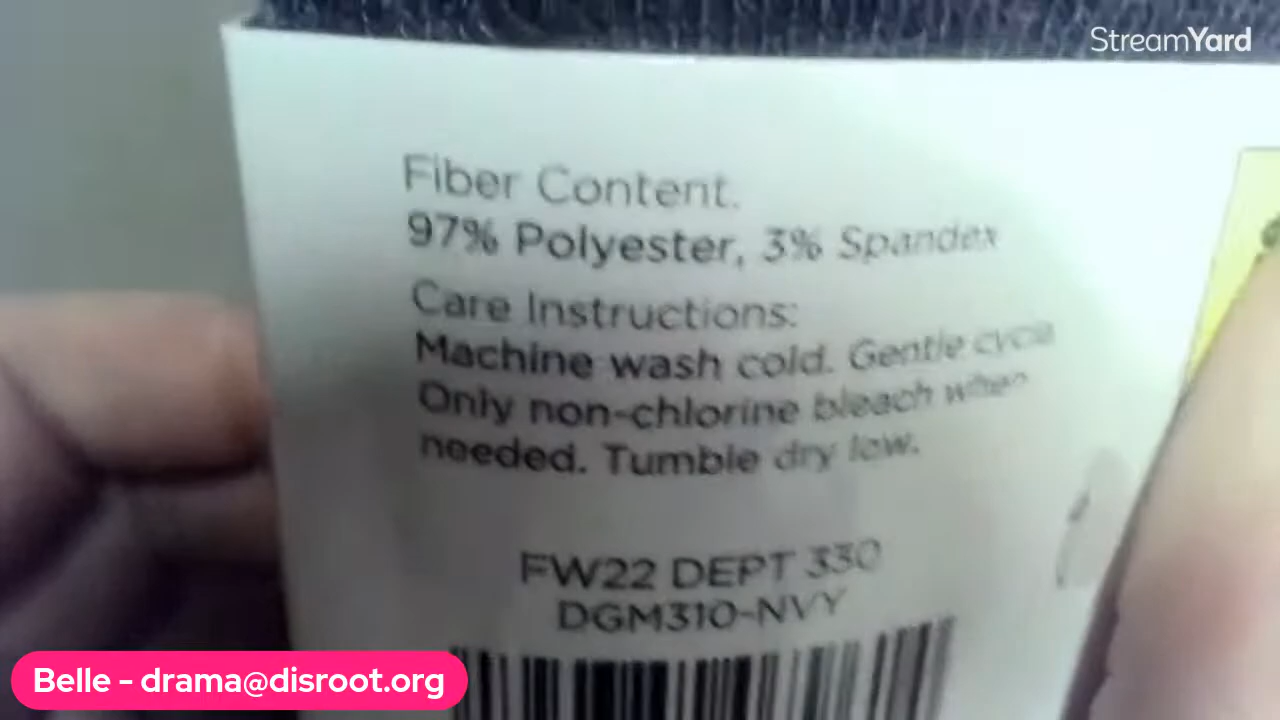 StreamYard
Fiber Content.
97% Polyester, 3% Spandex
Care Instructions:
Machine wash cold. Gentle cycle
Only non-chlorine bleach when
needed. Tumble dry low.
FW22 DEPT 330
DGM310-NVY
Belle - drama@disroot.org